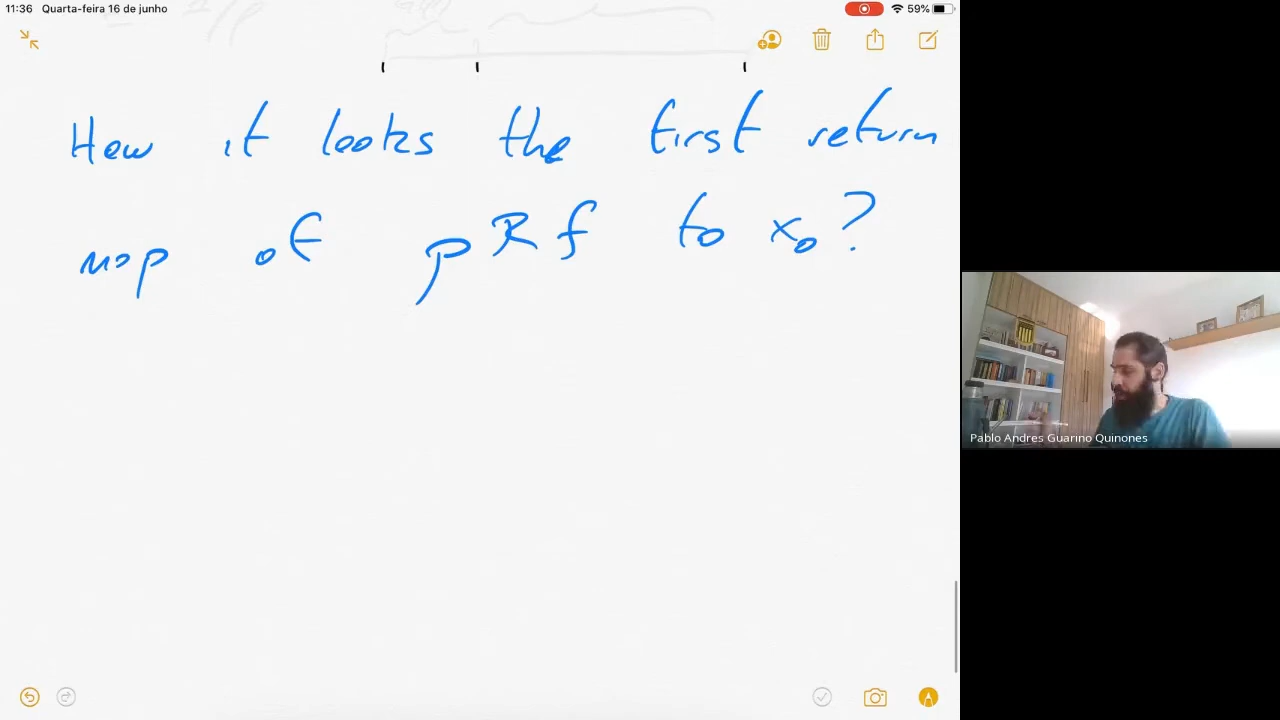 11:36 Quarta-feira 16 de junho 59%
How it looks the first return
map of pRf to x₀?
Pablo Andres Guarino Quinones